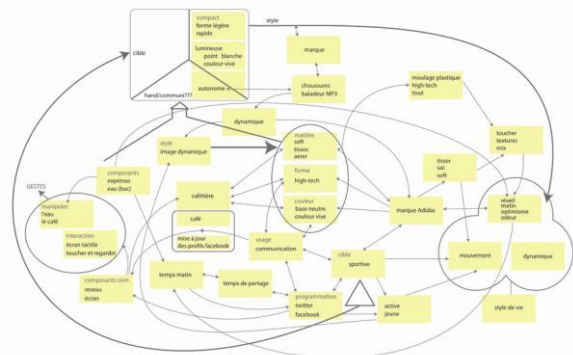 compact
forme légère
rapide
style
lumineuse
point blanche
couleur vive
marque
cible
autonome
hand/communi???
chaussures
baladeur MP3
moulage plastique
high-tech
tissé
dynamique
style
image dynamique
matière
soft
tissus
aérer
toucher
textures
mix
tisser
sac
soft
composants
expresso
eau (bac)
forme
high-tech
GESTES
manipuler
l'eau
le café
cafétière
couleur
base neutre
couleur vive
marque Adidas
réveil
matin
optimisme
odeur
café
interaction
écran tactile
toucher et regarder
mise à jour
des prefils facebook
usage
communication
cible
sportive
mouvement
dynamique
composants com
reseau
écran
temps matin
temps de partage
programmation
twitter
facebook
active
jeune
style de vie